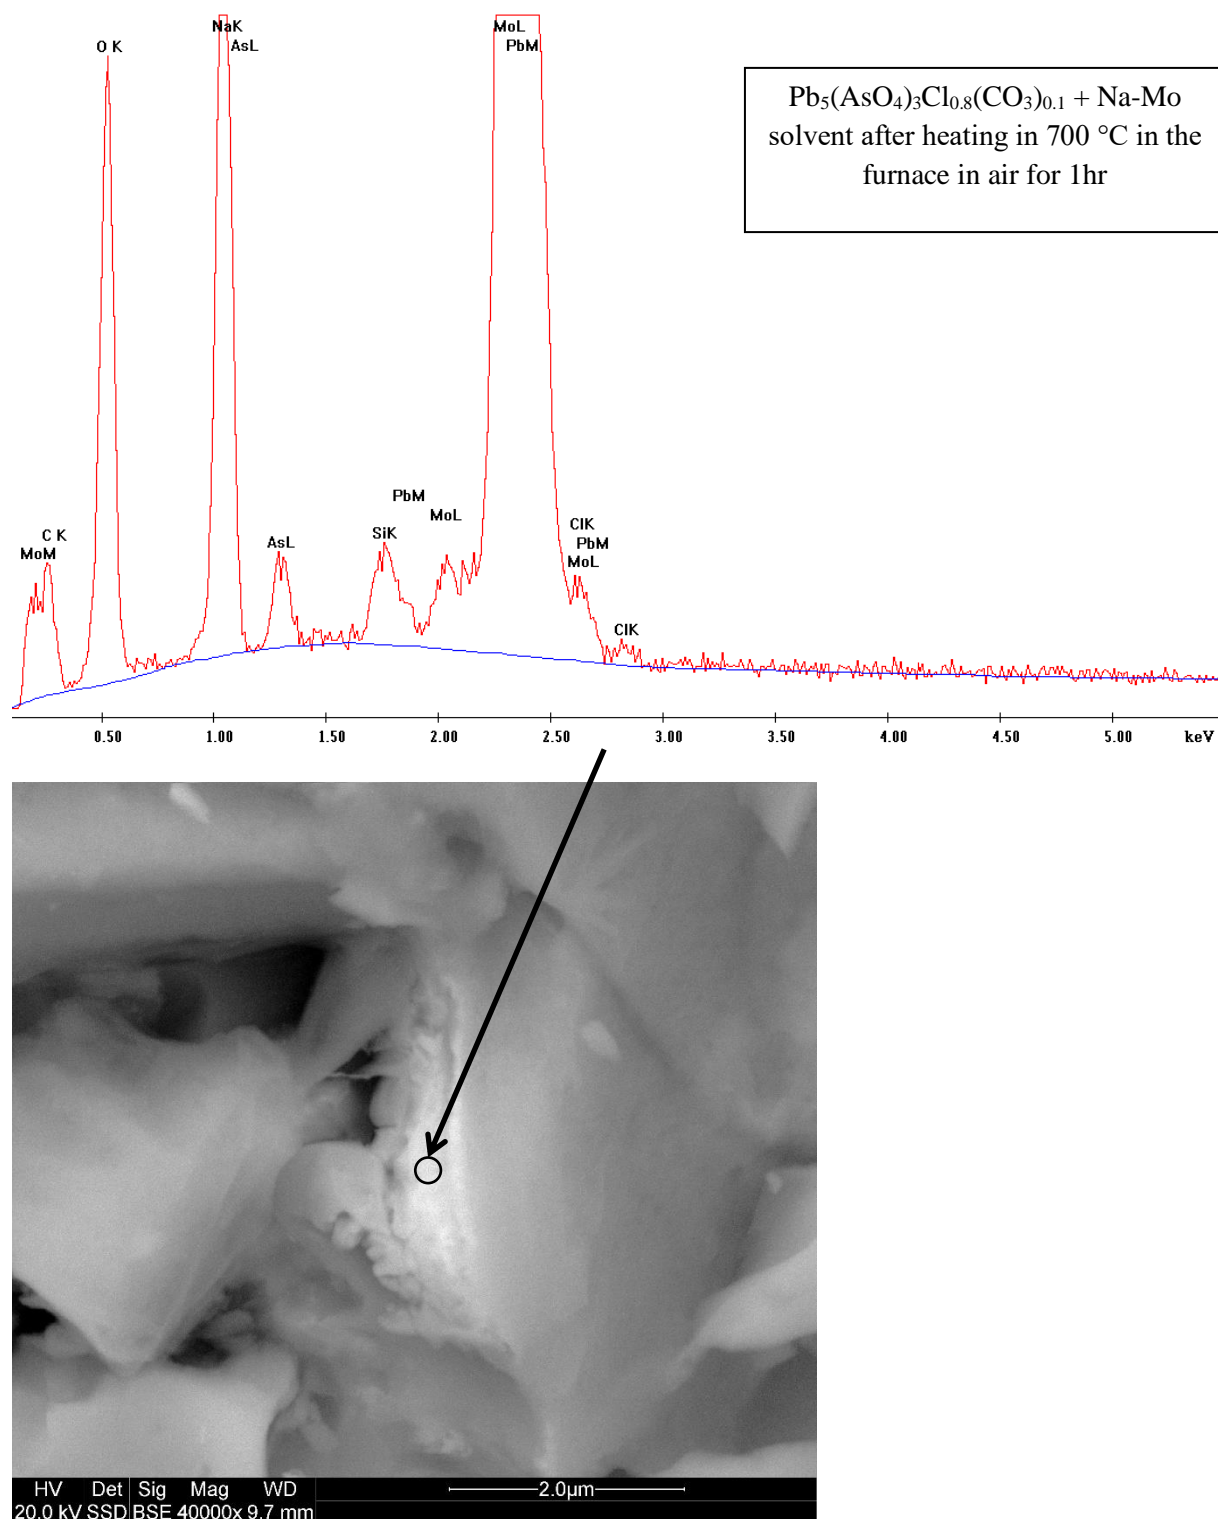 NaK
AsL
O K
MoL
PbM
Pb₅(AsO₄)₃Cl₀.₈(CO₃)₀.₁ + Na-Mo
solvent after heating in 700 °C in the
furnace in air for 1hr
PbM
MoL
C K
MoM
AsL
SiK
ClK
PbM
MoL
ClK
0.50 1.00 1.50 2.00 2.50 3.00 3.50 4.00 4.50 5.00 keV
HV Det Sig Mag WD
20.0 kV SSD BSE 40000x 9.7 mm
2.0µm